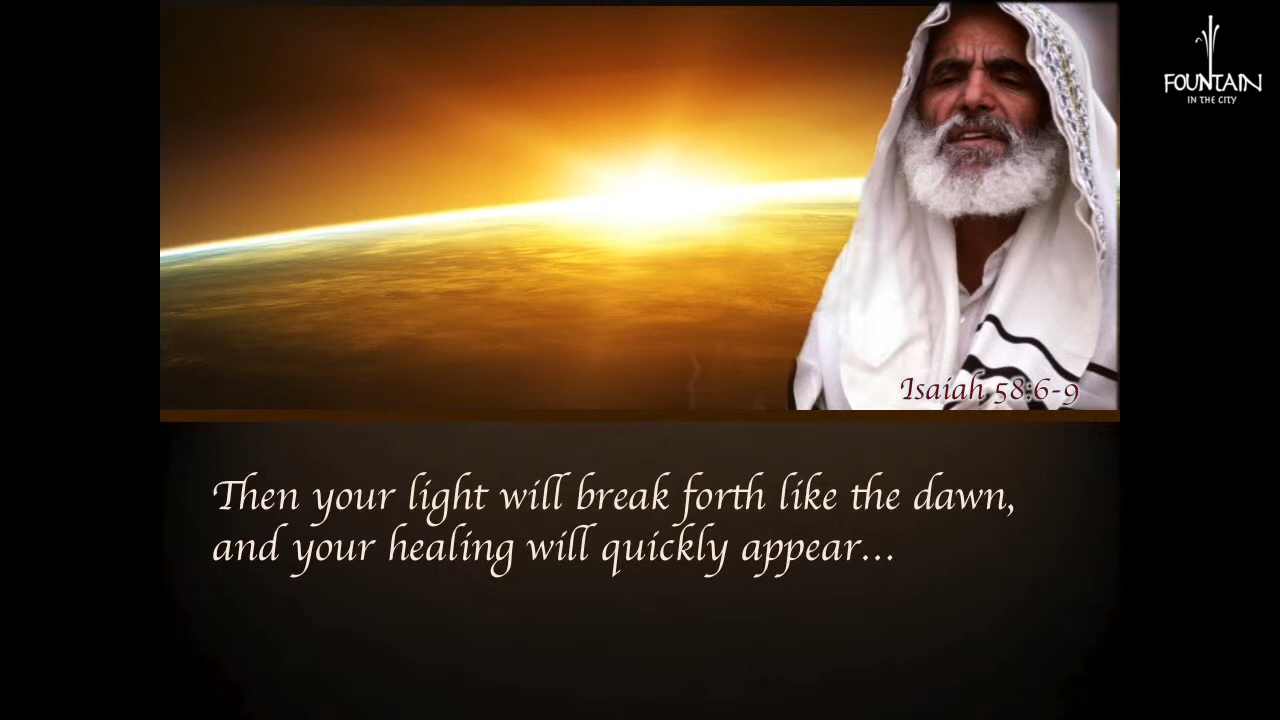 FOUNTAIN
IN THE CITY
Isaiah 58:6-9
Then your light will break forth like the dawn,
and your healing will quickly appear...